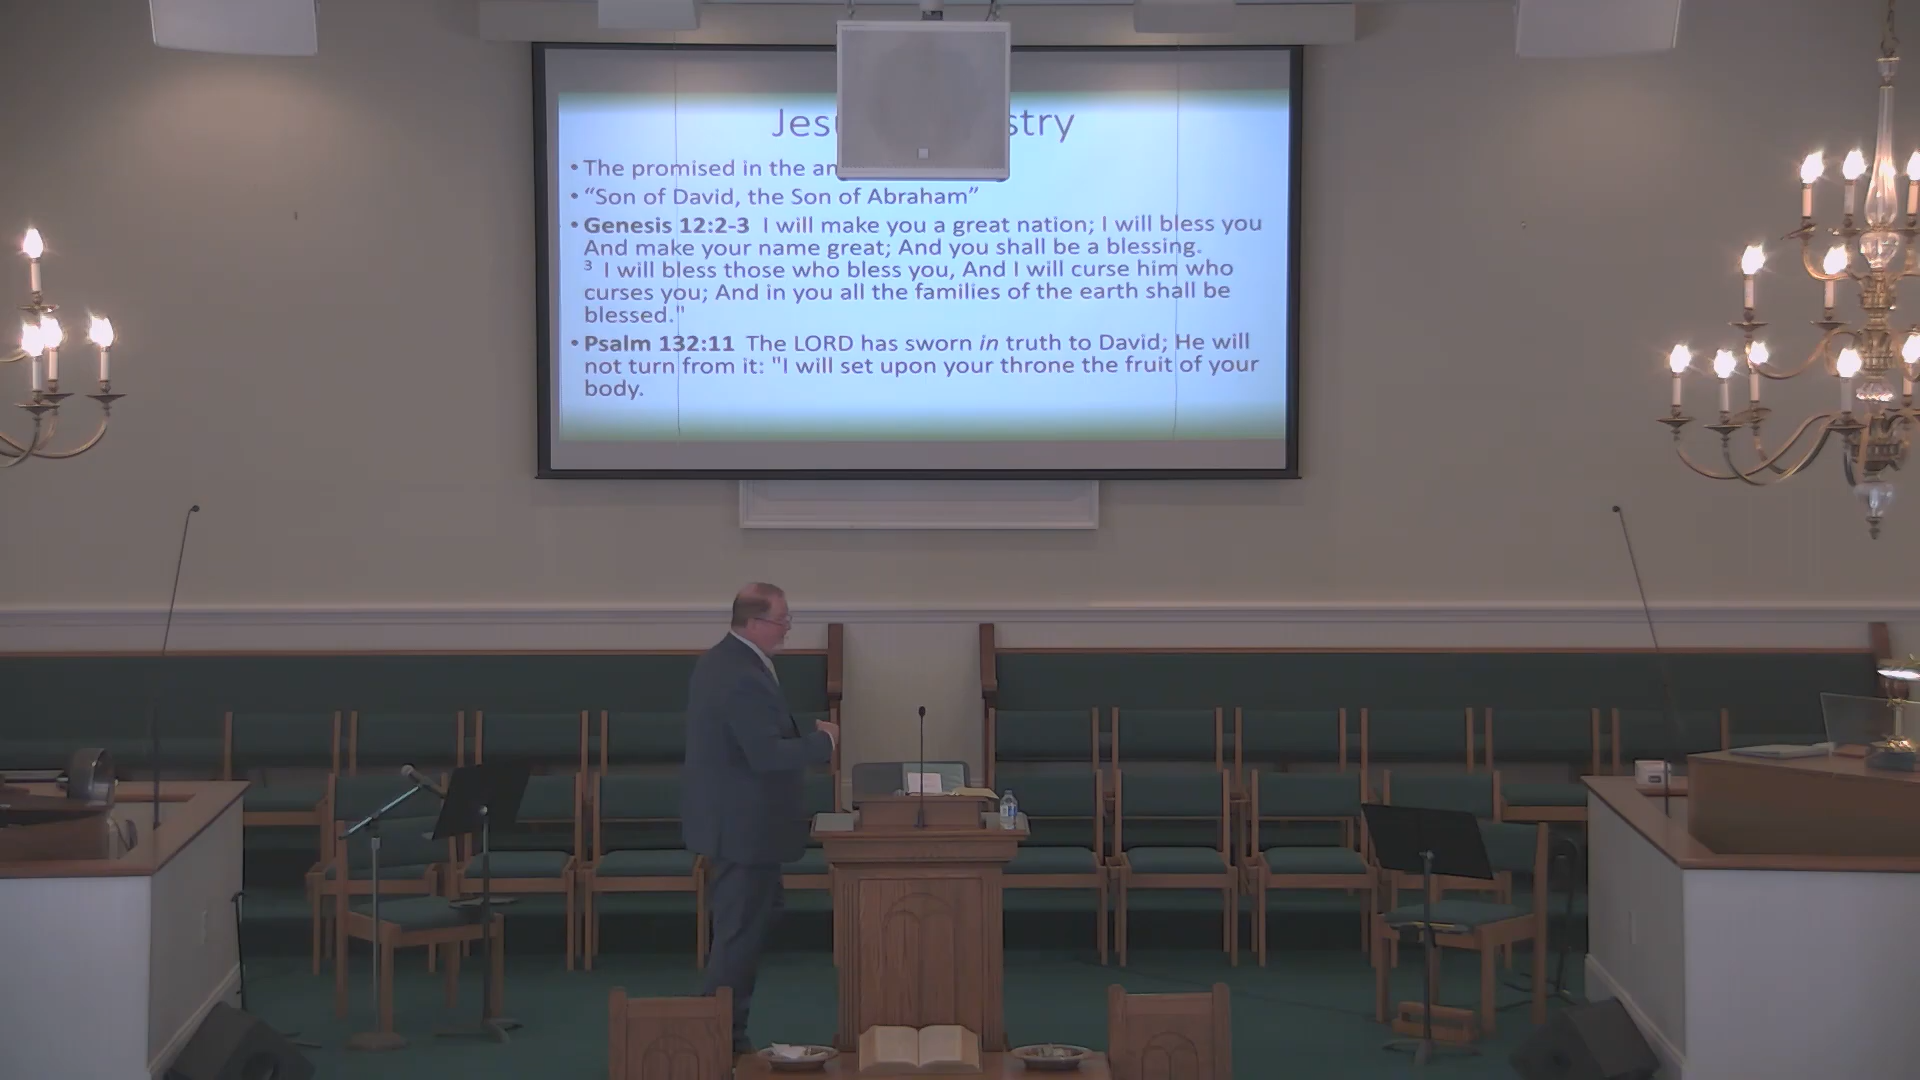 • The promised in the
• “Son of David, the Son of Abraham”
• Genesis 12:2-3 I will make you a great nation; I will bless you
And make your name great; And you shall be a blessing.
3 I will bless those who bless you, And I will curse him who
curses you; And in you all the families of the earth shall be
blessed."
• Psalm 132:11 The LORD has sworn in truth to David; He will
not turn from it: "I will set upon your throne the fruit of your
body.